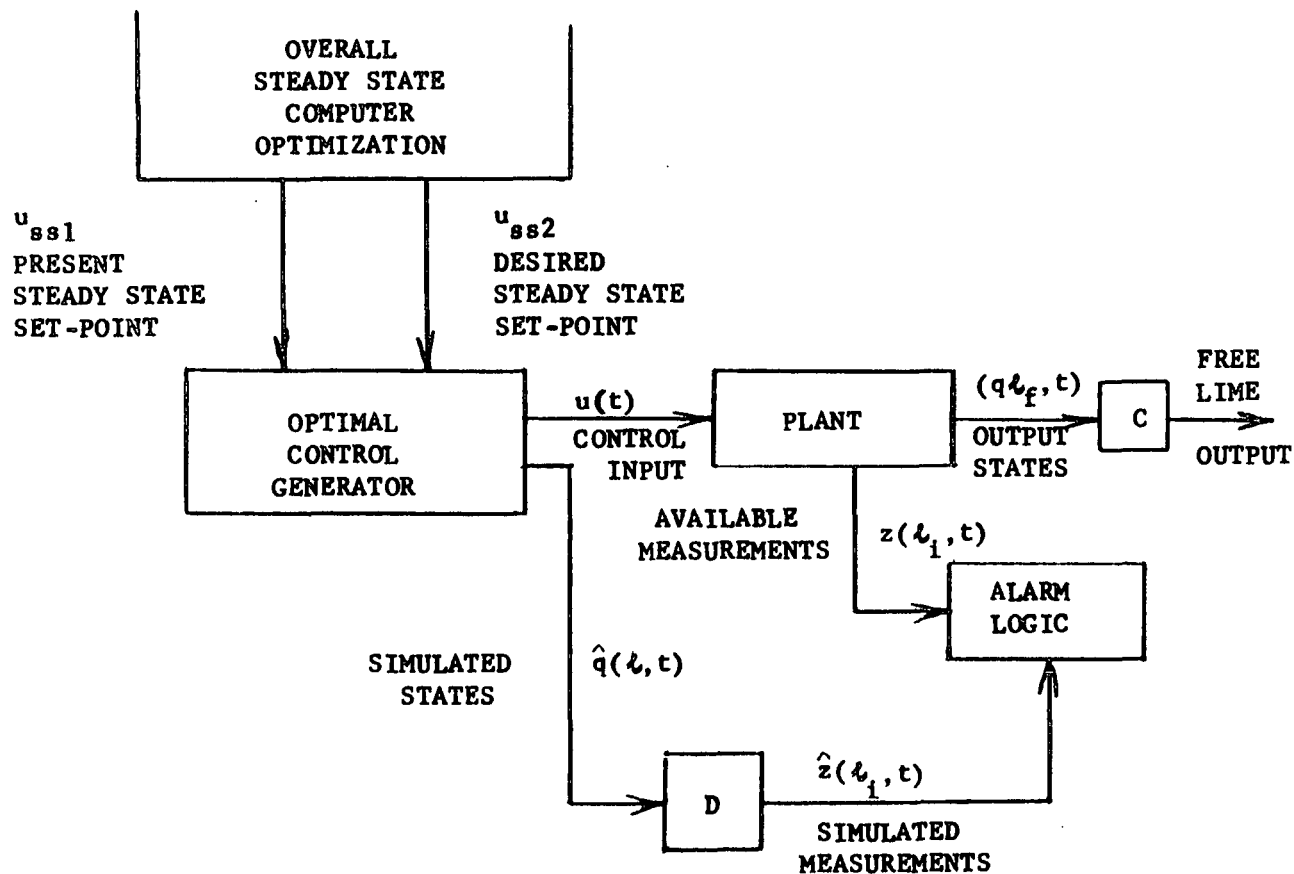 OVERALL
STEADY STATE
COMPUTER
OPTIMIZATION
u_ss1
PRESENT
STEADY STATE
SET-POINT
u_ss2
DESIRED
STEADY STATE
SET-POINT
OPTIMAL
CONTROL
GENERATOR
u(t)
CONTROL
INPUT
PLANT
(qℓ_f,t)
OUTPUT
STATES
C
FREE
LIME
OUTPUT
AVAILABLE
MEASUREMENTS
z(ℓ_i,t)
ALARM
LOGIC
SIMULATED
STATES
q̂(ℓ,t)
D
ẑ(ℓ_i,t)
SIMULATED
MEASUREMENTS